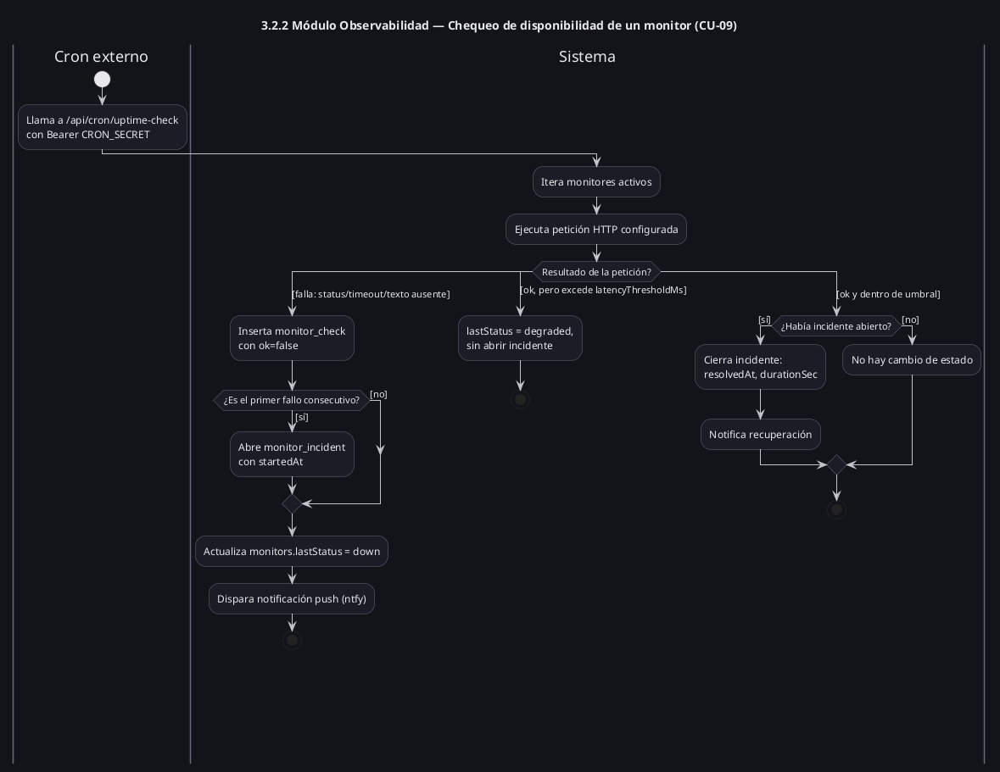 3.2.2 Módulo Observabilidad — Chequeo de disponibilidad de un monitor (CU-09)
Cron externo
Sistema
Llama a /api/cron/uptime-check
con Bearer CRON_SECRET
Itera monitores activos
Ejecuta petición HTTP configurada
Resultado de la petición?
[falla: status/timeout/texto ausente]
Inserta monitor_check
con ok=false
¿Es el primer fallo consecutivo?
[no]
[sí]
Abre monitor_incident
con startedAt
Actualiza monitors.lastStatus = down
Dispara notificación push (ntfy)
[ok, pero excede latencyThresholdMs]
lastStatus = degraded,
sin abrir incidente
[ok y dentro de umbral]
¿Había incidente abierto?
[sí]
[no]
Cierra incidente:
resolvedAt, durationSec
Notifica recuperación
No hay cambio de estado